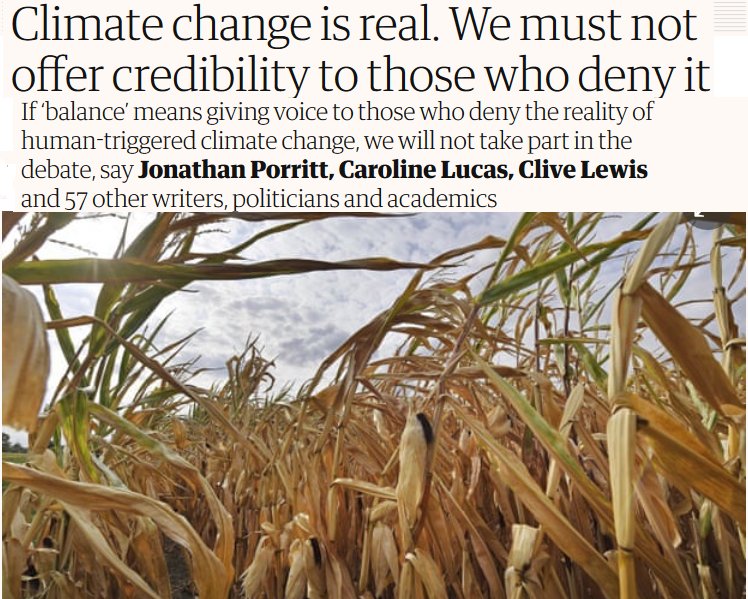 Climate change is real. We must not
offer credibility to those who deny it
If ‘balance’ means giving voice to those who deny the reality of
human-triggered climate change, we will not take part in the
debate, say Jonathan Porritt, Caroline Lucas, Clive Lewis
and 57 other writers, politicians and academics